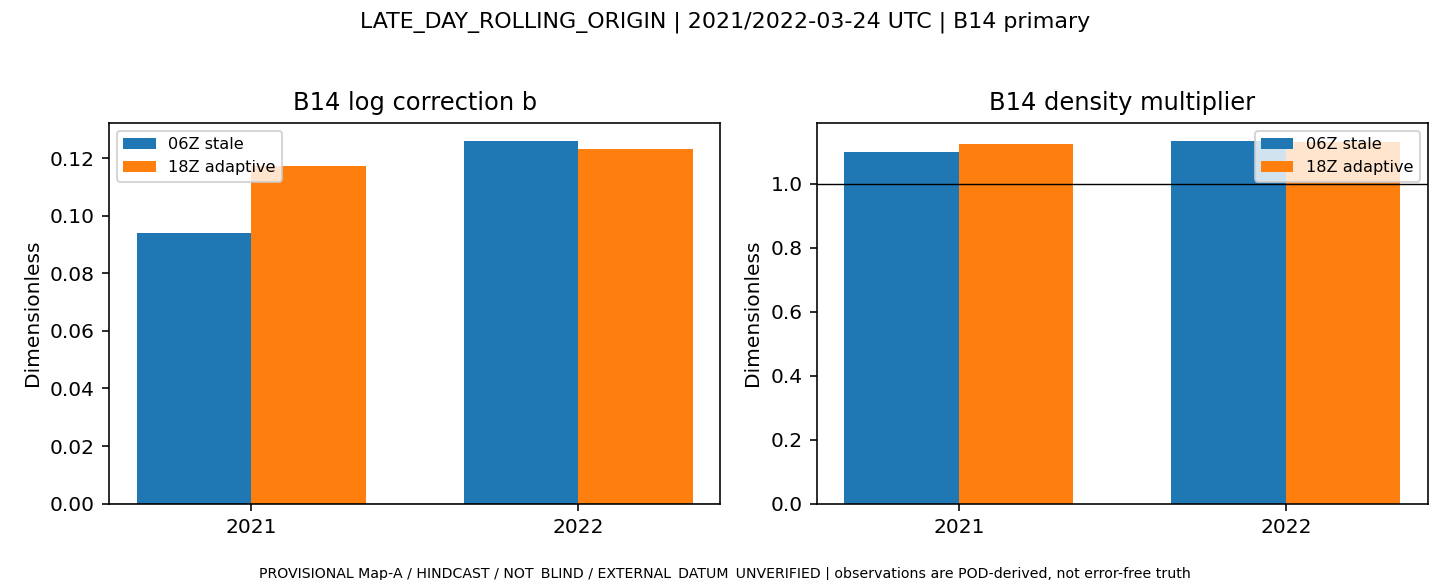 LATE_DAY_ROLLING_ORIGIN | 2021/2022-03-24 UTC | B14 primary
B14 log correction b
06Z stale
18Z adaptive
Dimensionless
0.12
0.10
0.08
0.06
0.04
0.02
0.00
2021
2022
B14 density multiplier
06Z stale
18Z adaptive
Dimensionless
1.0
0.8
0.6
0.4
0.2
0.0
2021
2022
PROVISIONAL Map-A / HINDCAST / NOT_BLIND / EXTERNAL_DATUM_UNVERIFIED | observations are POD-derived, not error-free truth